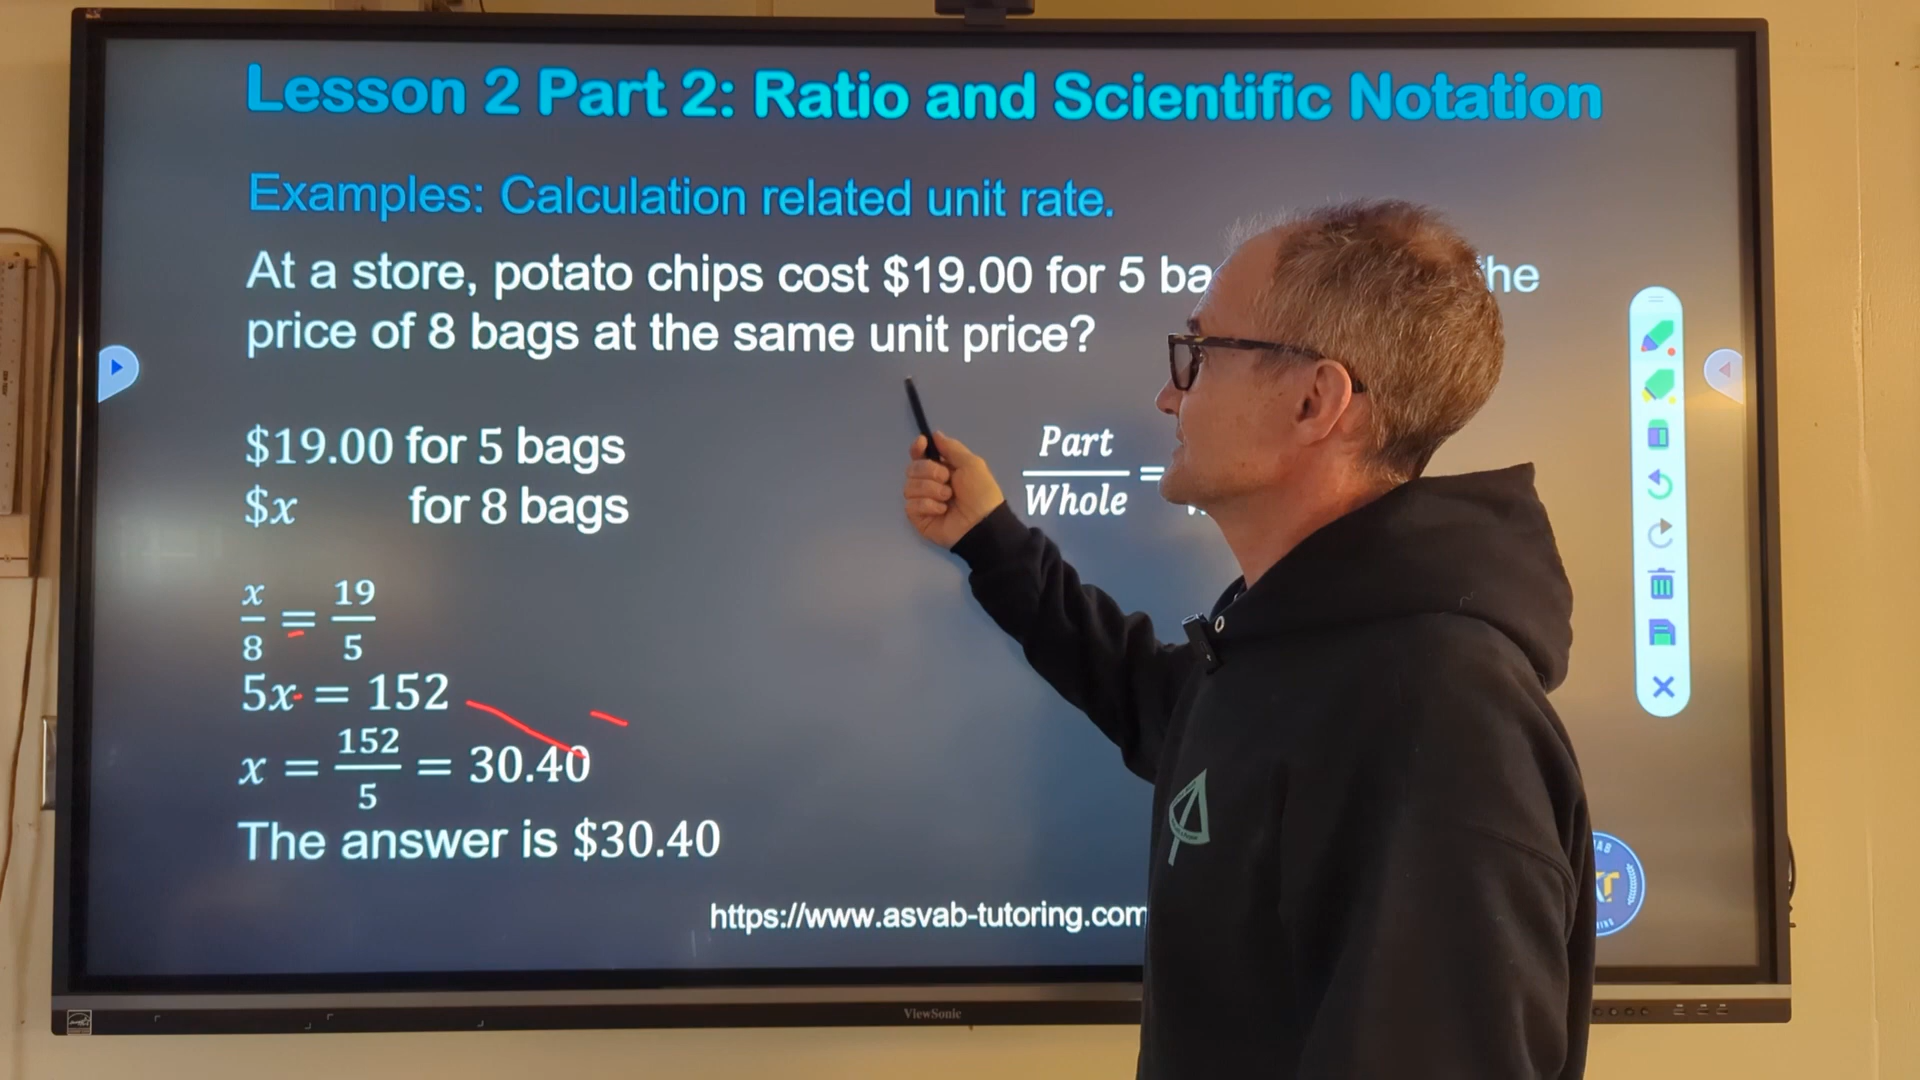 Lesson 2 Part 2: Ratio and Scientific Notation
Examples: Calculation related unit rate.
At a store, potato chips cost $19.00 for 5 the
price of 8 bags at the same unit price?
$19.00 for 5 bags
$x for 8 bags
Part
Whole
=
x/8 = 19/5
5x = 152
x = 152/5 = 30.40
The answer is $30.40
https://www.asvab-tutoring.com
ViewSonic